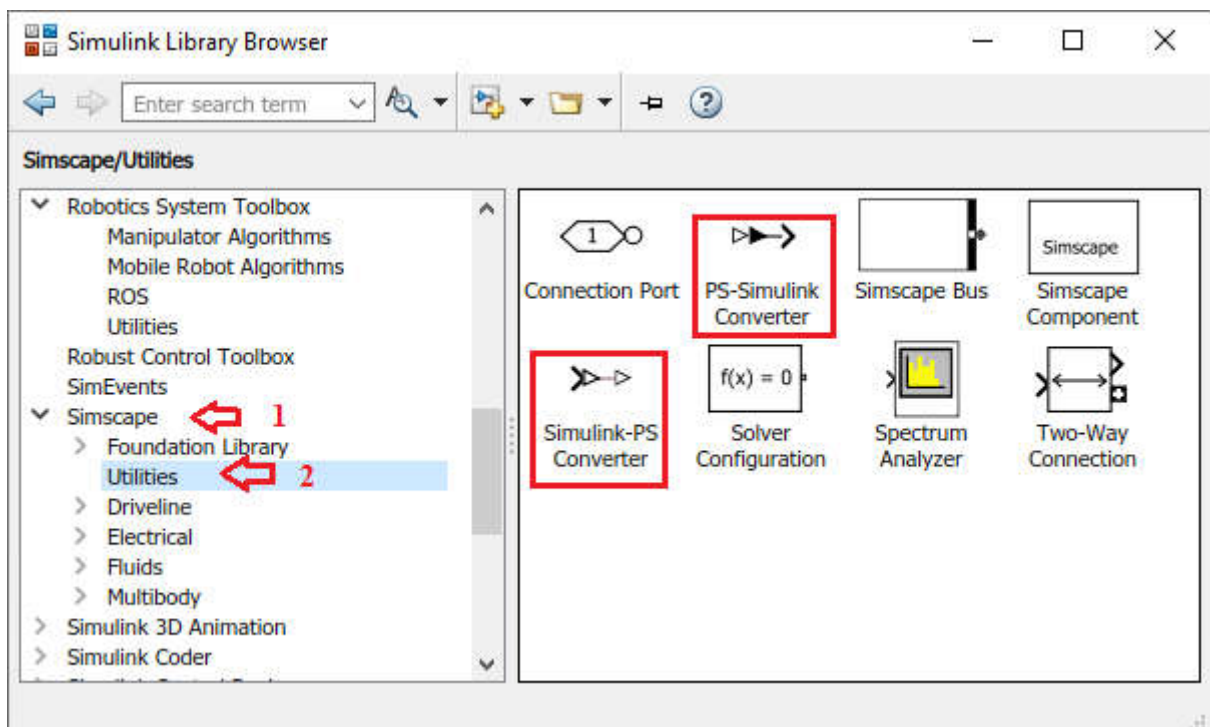 Simulink Library Browser
Enter search term
Simscape/Utilities
Robotics System Toolbox
Manipulator Algorithms
Mobile Robot Algorithms
ROS
Utilities
Robust Control Toolbox
SimEvents
Simscape 1
Foundation Library
Utilities 2
Driveline
Electrical
Fluids
Multibody
Simulink 3D Animation
Simulink Coder
1
Simscape
Connection Port PS-Simulink Simscape Bus Simscape
Converter Component
f(x) = 0
Simulink-PS Solver Spectrum Two-Way
Converter Configuration Analyzer Connection